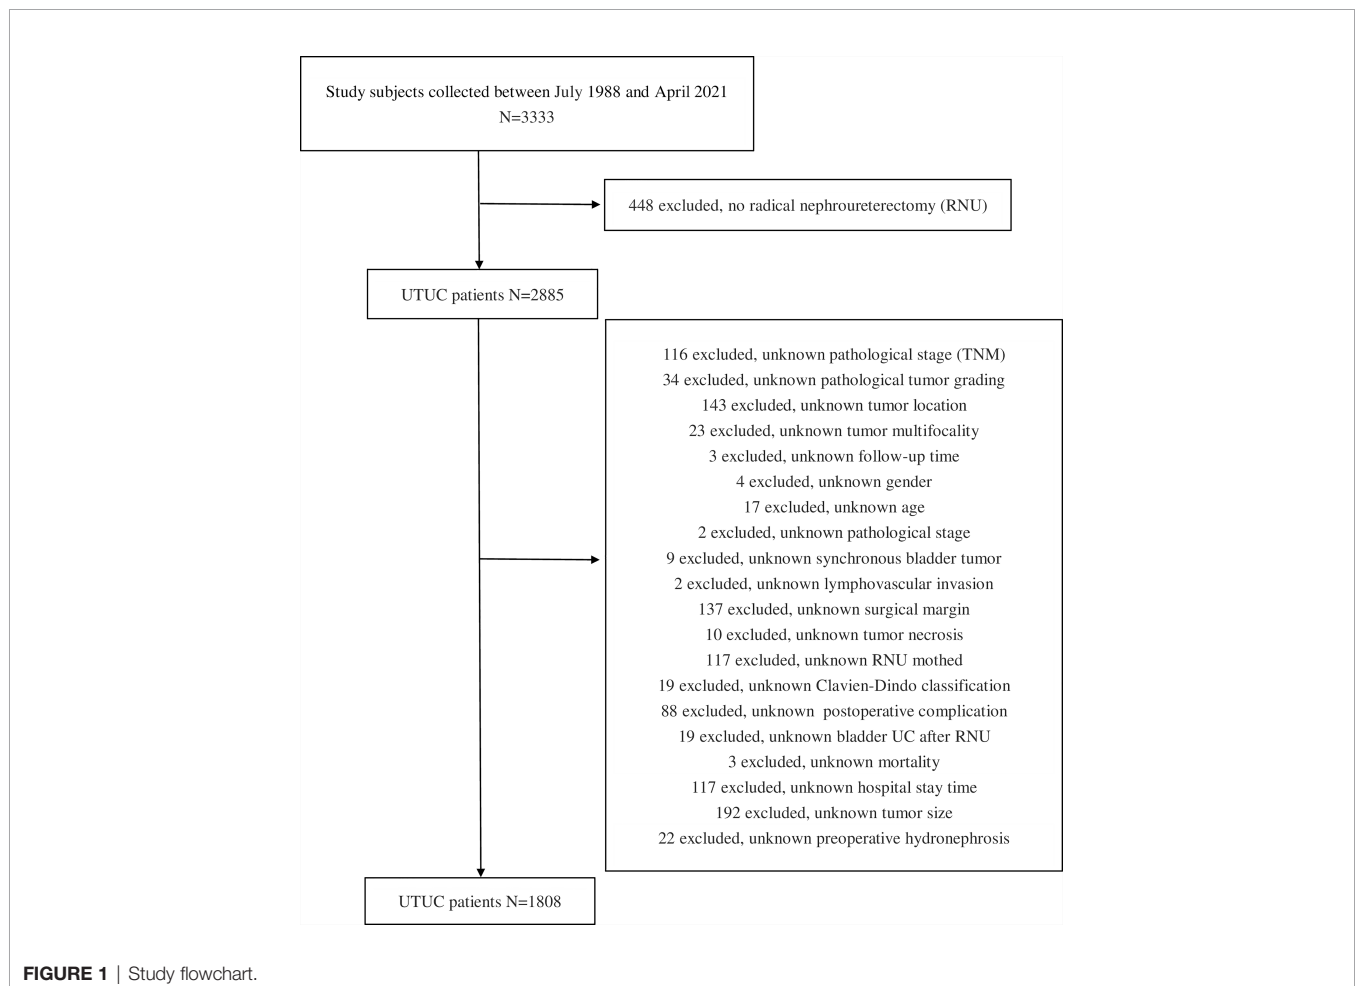 Study subjects collected between July 1988 and April 2021
N=3333
448 excluded, no radical nephroureterectomy (RNU)
UTUC patients N=2885
116 excluded, unknown pathological stage (TNM)
34 excluded, unknown pathological tumor grading
143 excluded, unknown tumor location
23 excluded, unknown tumor multifocality
3 excluded, unknown follow-up time
4 excluded, unknown gender
17 excluded, unknown age
2 excluded, unknown pathological stage
9 excluded, unknown synchronous bladder tumor
2 excluded, unknown lymphovascular invasion
137 excluded, unknown surgical margin
10 excluded, unknown tumor necrosis
117 excluded, unknown RNU mothed
19 excluded, unknown Clavien-Dindo classification
88 excluded, unknown  postoperative complication
19 excluded, unknown bladder UC after RNU
3 excluded, unknown mortality
117 excluded, unknown hospital stay time
192 excluded, unknown tumor size
22 excluded, unknown preoperative hydronephrosis
UTUC patients N=1808
FIGURE 1 | Study flowchart.